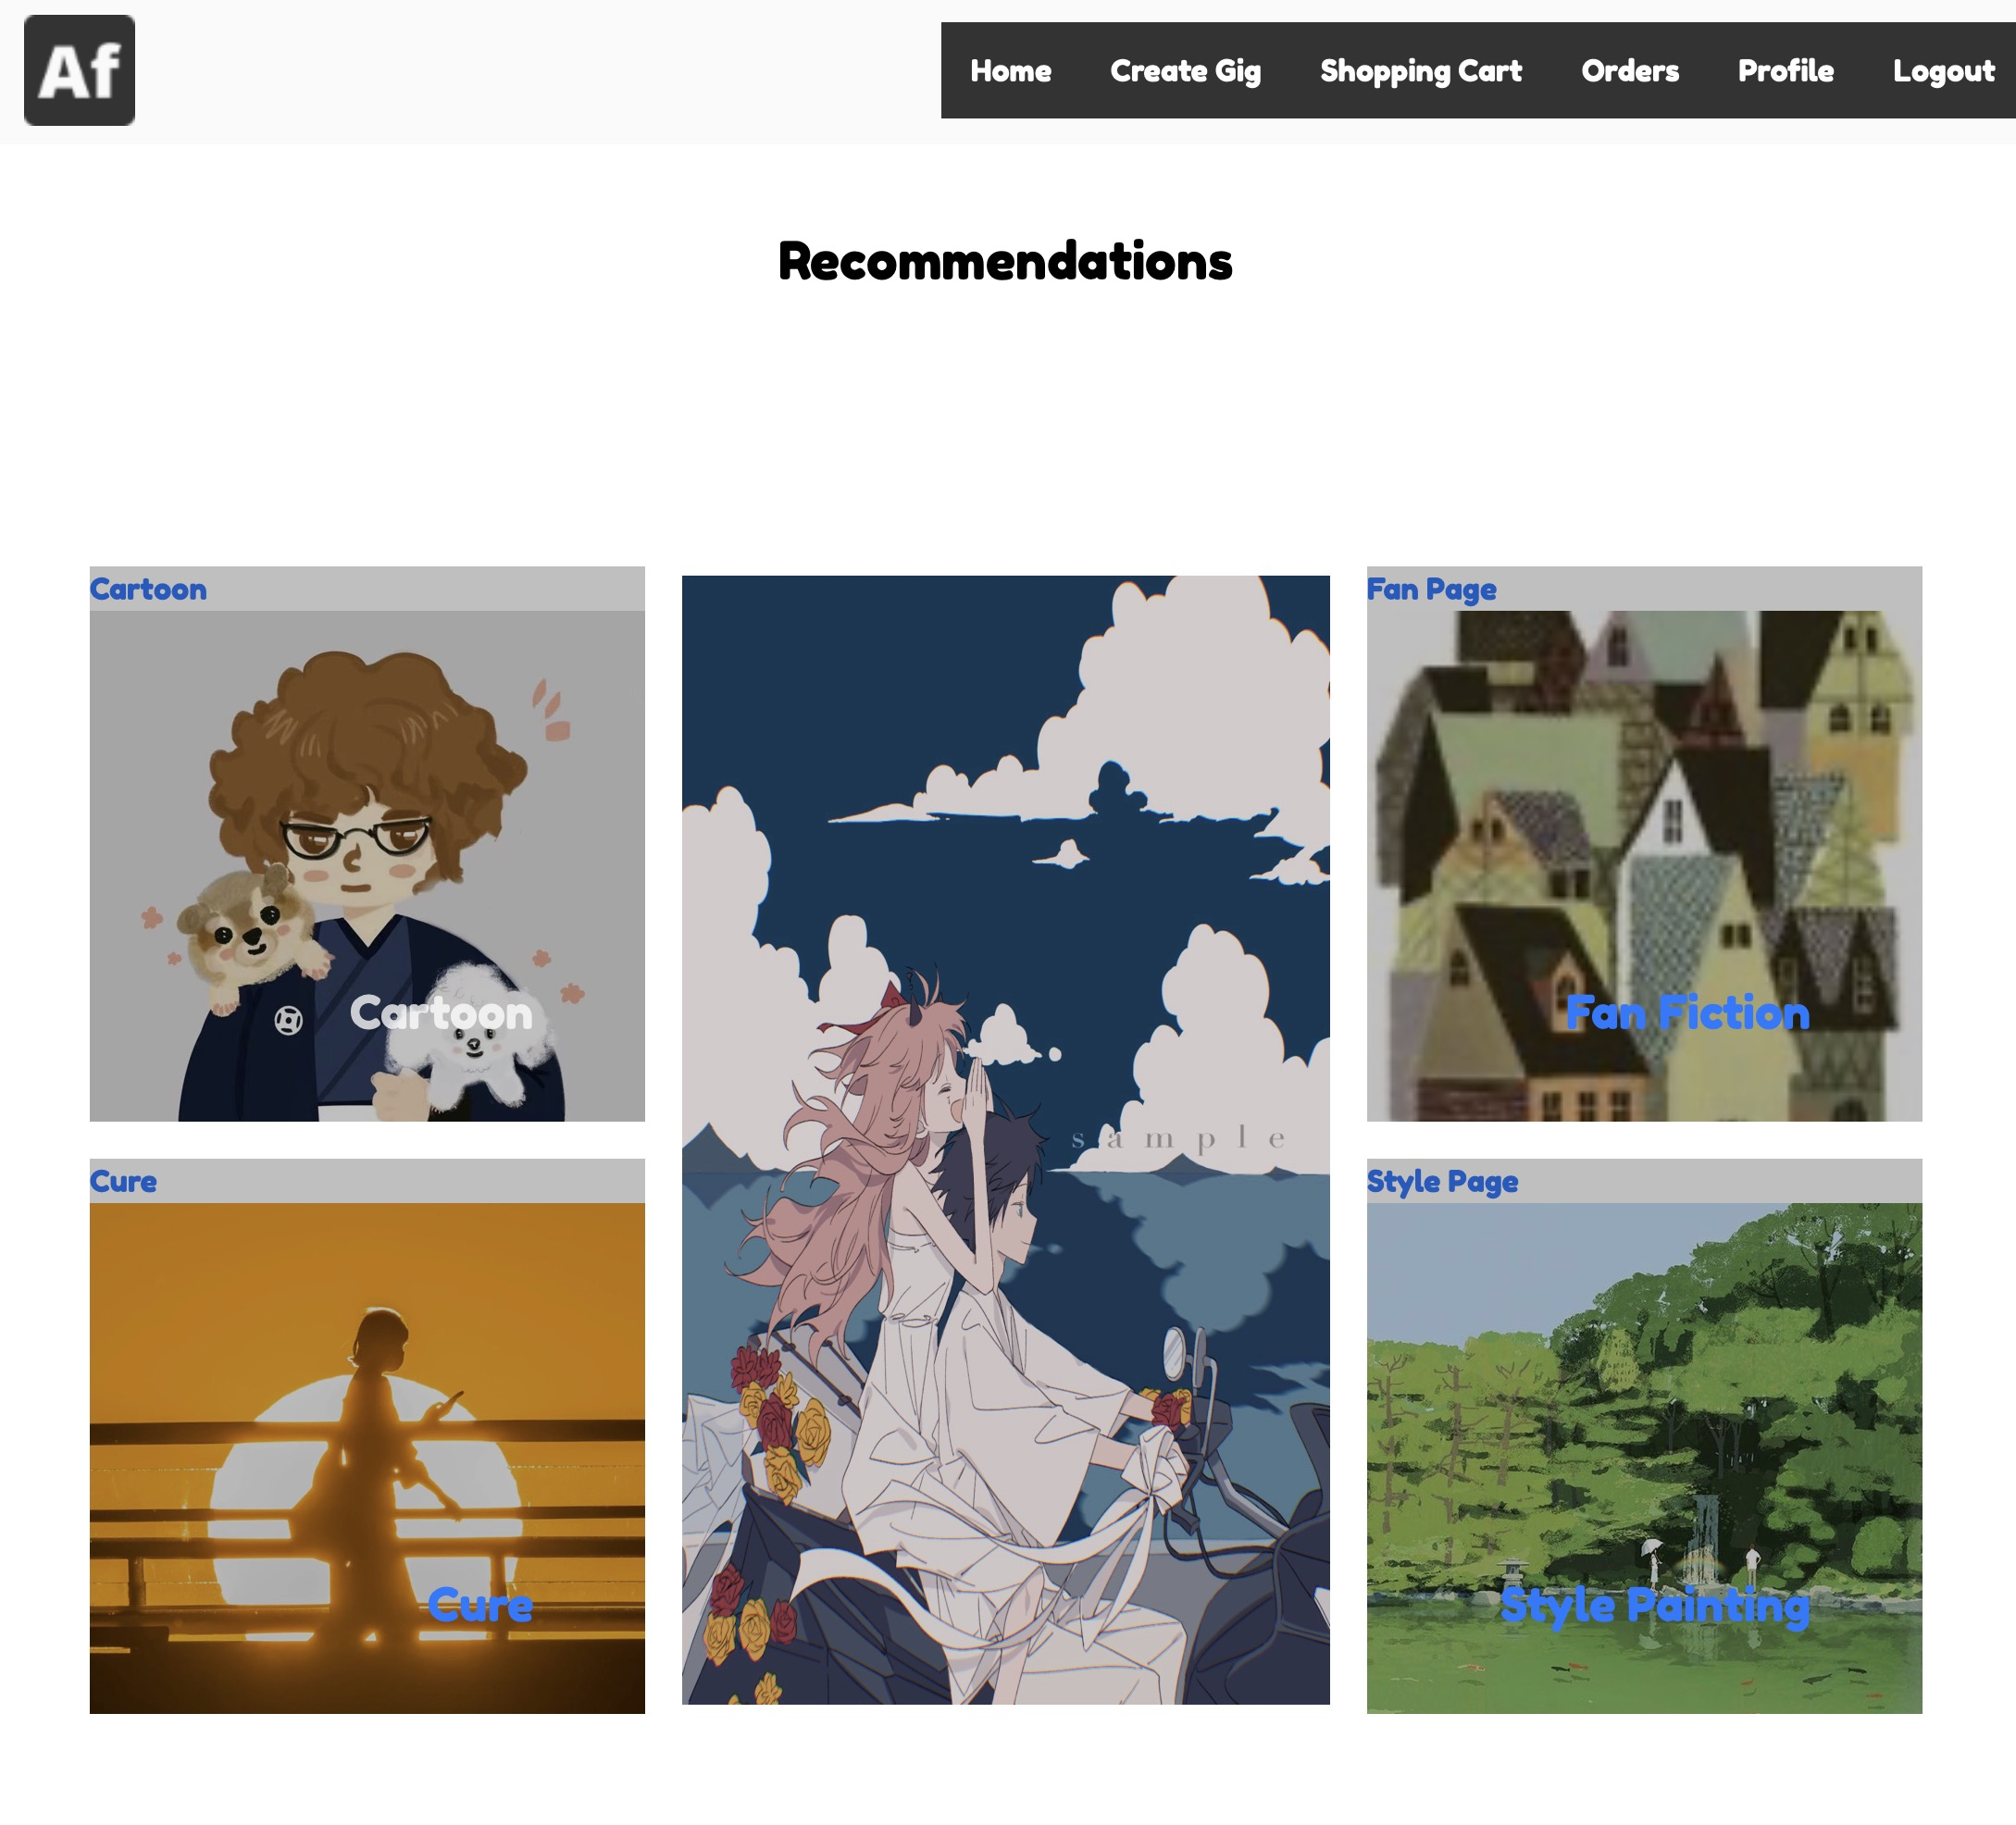 Af
Home Create Gig Shopping Cart Orders Profile Logout
Recommendations
Cartoon
Cartoon
Cure
Cure
sample
Fan Page
Fan Fiction
Style Page
Style Painting